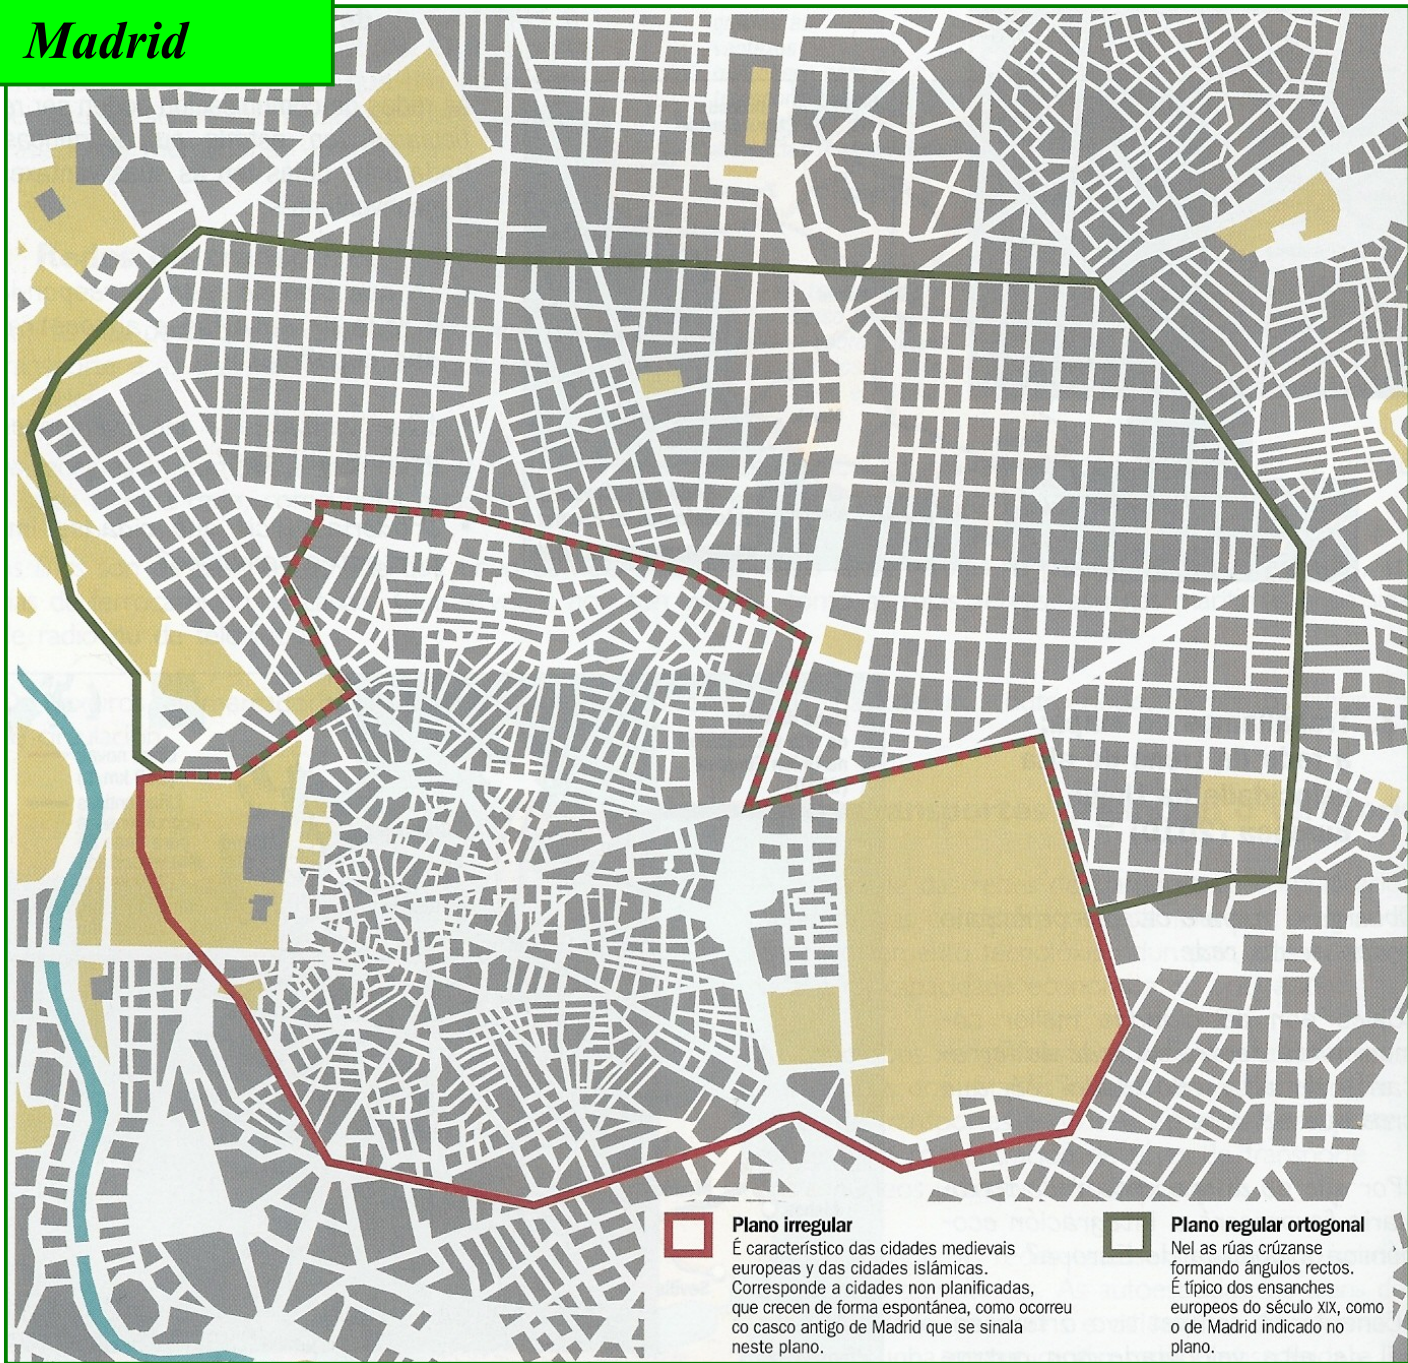 Madrid
Plano irregular
É característico das cidades medievais
europeas y das cidades islámicas.
Corresponde a cidades non planificadas,
que crecen de forma espontánea, como ocorreu
co casco antigo de Madrid que se sinala
neste plano.
Plano regular ortogonal
Nel as rúas crúzanse
formando ángulos rectos.
É típico dos ensanches
europeos do século XIX, como
o de Madrid indicado no
plano.